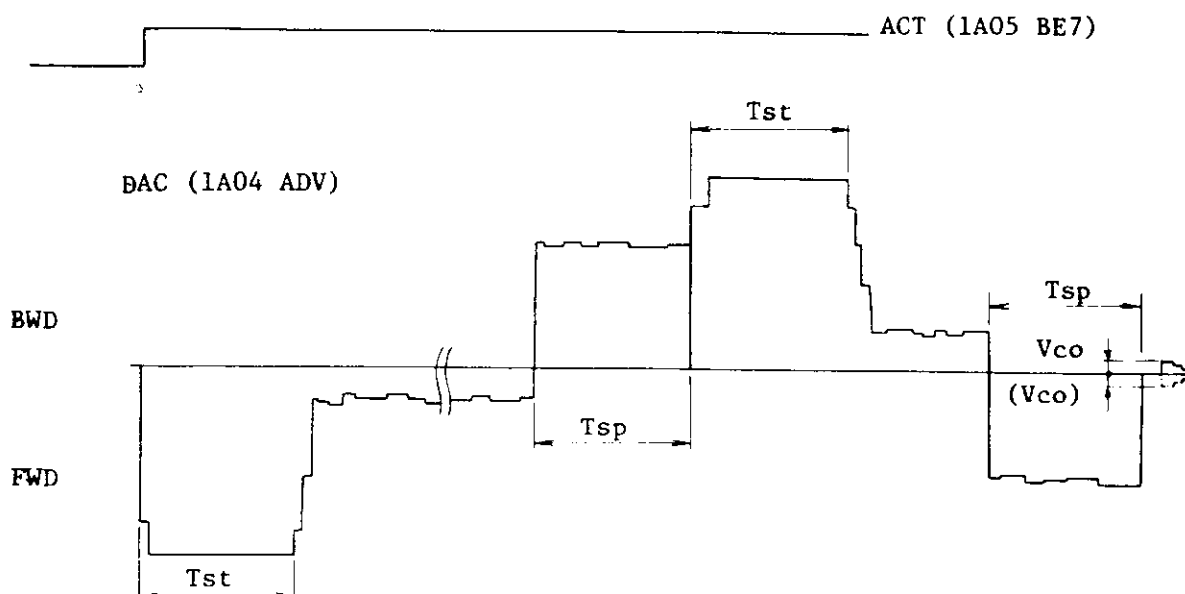 ACT (1A05 BE7)
Tst
DAC (1A04 ADV)
BWD
Tsp
Vco
(Vco)
Tsp
FWD
Tst